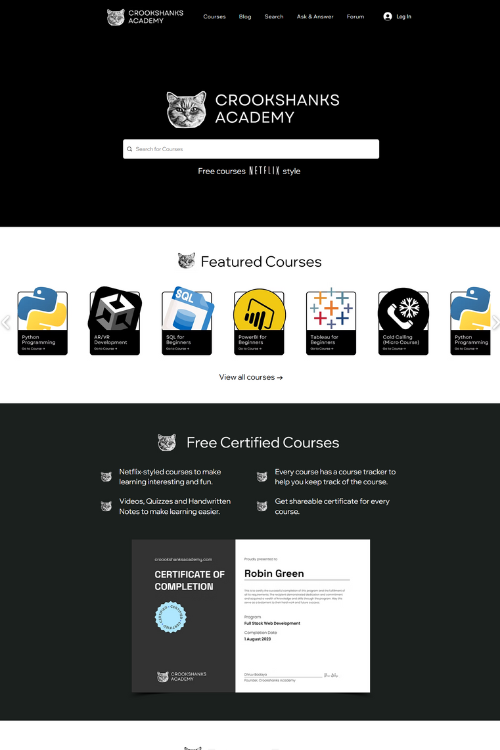 CROOKSHANKS
ACADEMY
Courses
Blog
Search
Ask & Answer
Forum
Log In
CROOKSHANKS
ACADEMY
Search for Courses
Free courses NETFLIX style
Featured Courses
Python
Programming
Go to Course →
AR/VR
Development
Go to Course →
SQL
SQL for
Beginners
Go to Course →
PowerBI for
Beginners
Go to Course →
Tableau for
Beginners
Go to Course →
Cold Calling
(Micro Course)
Go to Course →
Python
Programming
Go to Course →
View all courses →
Free Certified Courses
Netflix-styled courses to make
learning interesting and fun.
Every course has a course tracker to
help you keep track of the course.
Videos, Quizzes and Handwritten
Notes to make learning easier.
Get shareable certificate for every
course.
crookshanksacademy.com
CERTIFICATE OF
COMPLETION
CROOKSHANKS
ACADEMY
Proudly presented to
Robin Green
Program
Full Stack Web Development
Completion Date
1 August 2023
Founder, Crookshanks Academy